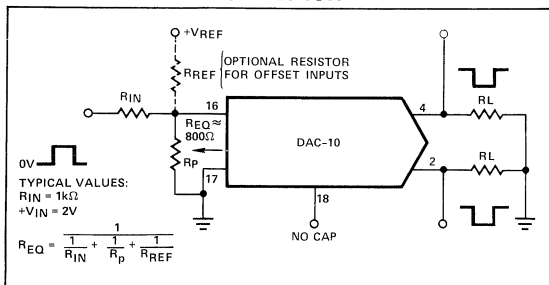 +VREF
OPTIONAL RESISTOR
FOR OFFSET INPUTS
RREF
RIN
16
REQ ≈
800Ω
RP
17
DAC-10
4
RL
2
RL
18
NO CAP
0V
TYPICAL VALUES:
RIN = 1kΩ
+VIN = 2V
REQ = 1 / (1/RIN + 1/Rp + 1/RREF)